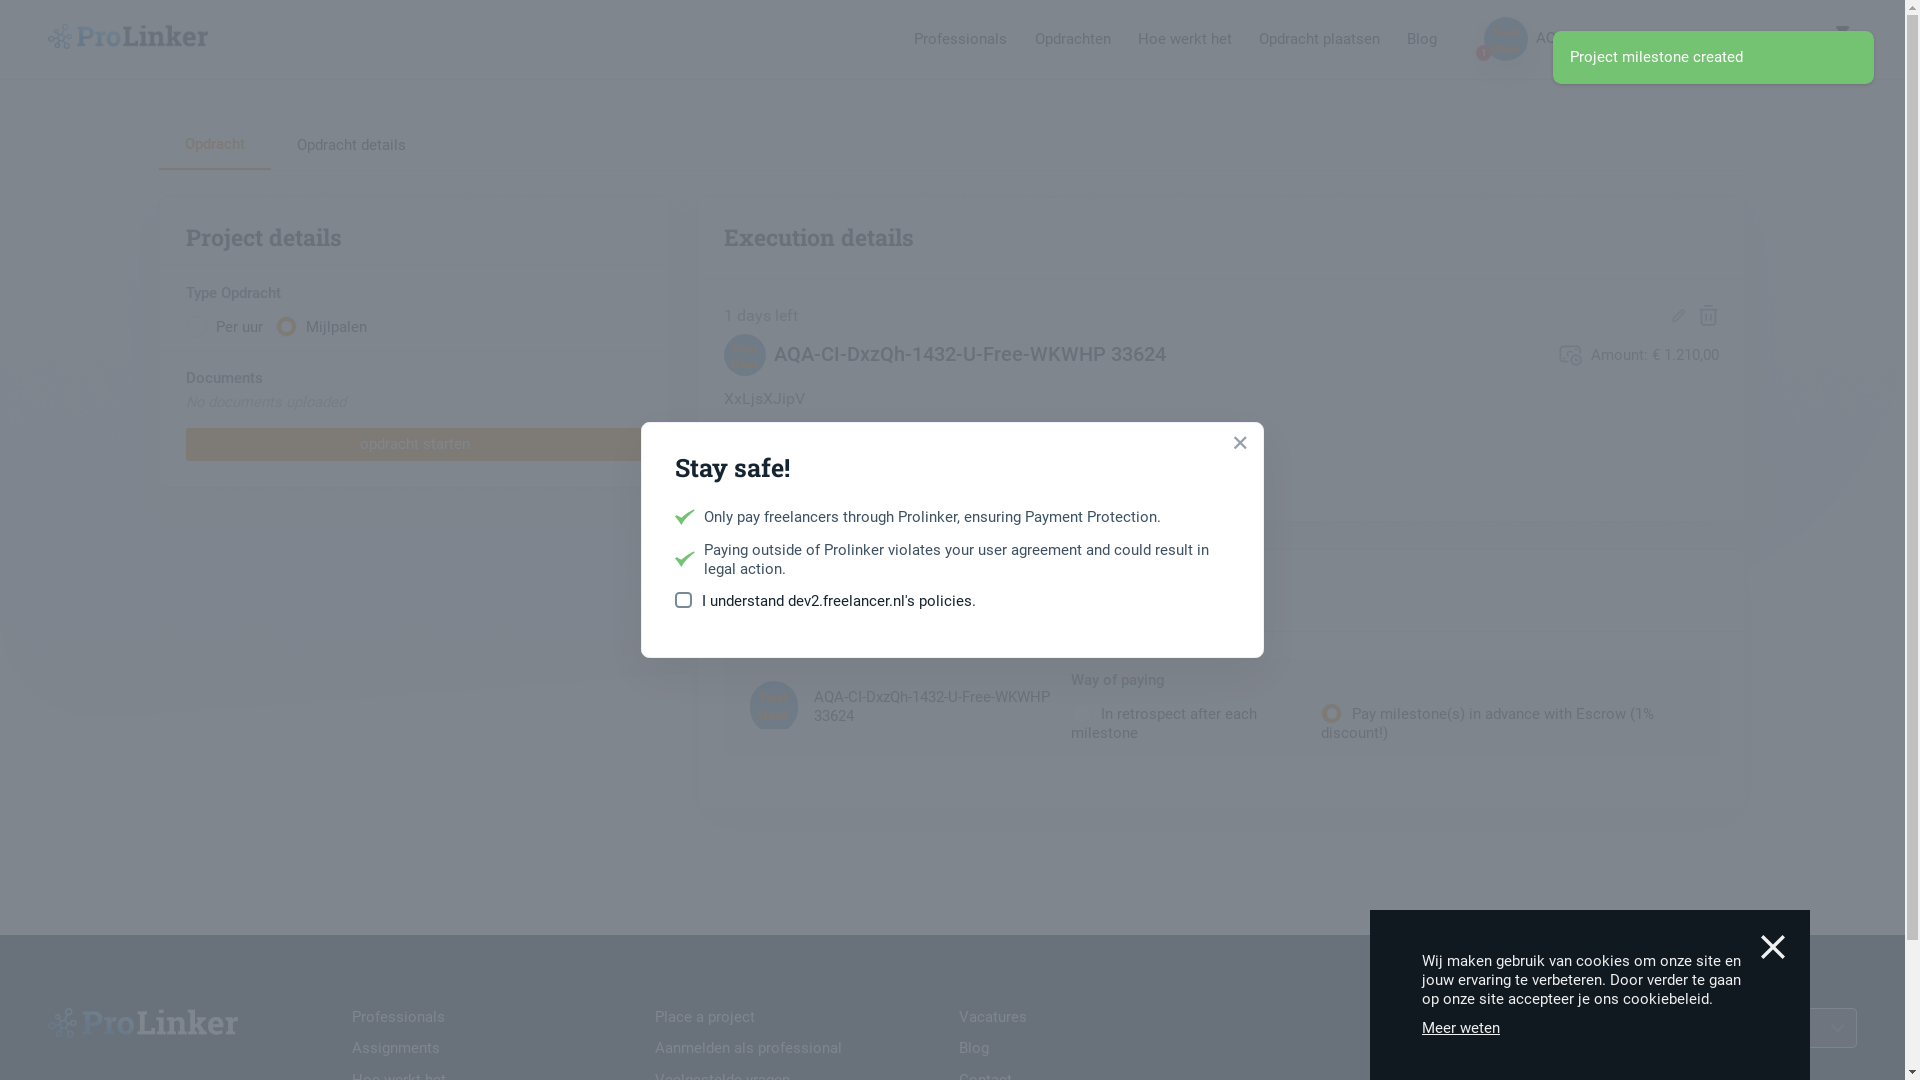 ProLinker
Professionals
Opdrachten
Hoe werkt het
Opdracht plaatsen
Blog
Project milestone created
Opdracht
Opdracht details
Project details
Type Opdracht
Per uur
Mijlpalen
Documents
No documents uploaded
opdracht starten
Execution details
1 days left
AQA-CI-DxzQh-1432-U-Free-WKWHP 33624
Amount: € 1.210,00
XxLjsXJipV
Stay safe!
Only pay freelancers through Prolinker, ensuring Payment Protection.
Paying outside of Prolinker violates your user agreement and could result in
legal action.
I understand dev2.freelancer.nl's policies.
AQA-CI-DxzQh-1432-U-Free-WKWHP
33624
Way of paying
In retrospect after each
milestone
Pay milestone(s) in advance with Escrow (1%
discount!)
Wij maken gebruik van cookies om onze site en
jouw ervaring te verbeteren. Door verder te gaan
op onze site accepteer je ons cookiebeleid.
Meer weten
ProLinker
Professionals
Assignments
Hoe werkt het
Place a project
Aanmelden als professional
Veelgestelde vragen
Vacatures
Blog
Contact